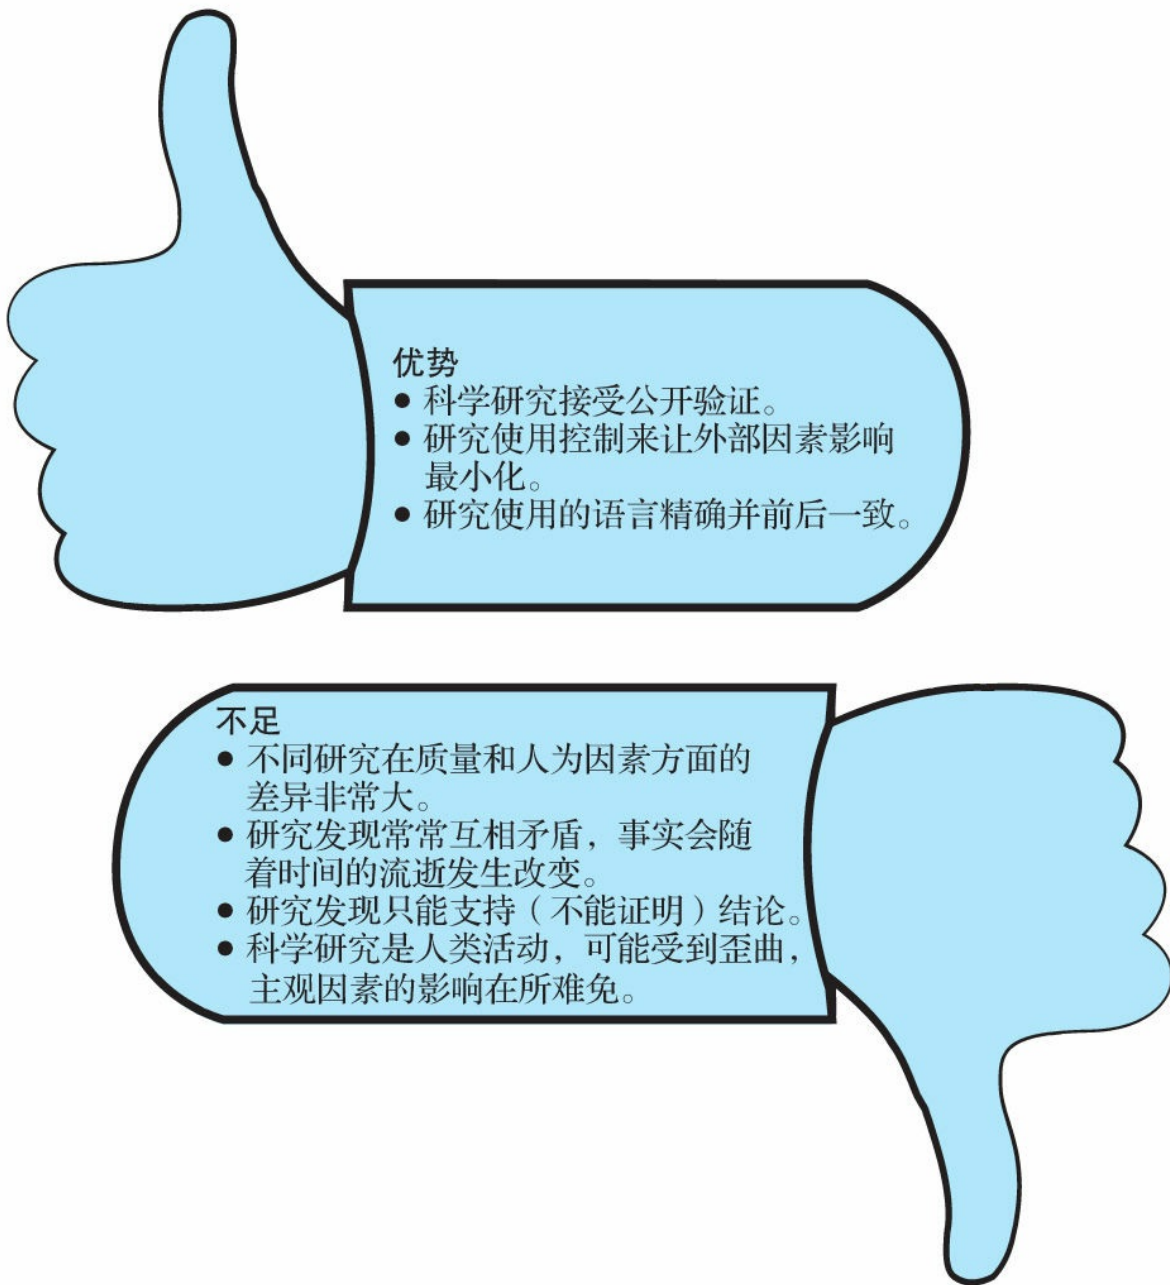 优势
● 科学研究接受公开验证。
● 研究使用控制来让外部因素影响
最小化。
● 研究使用的语言精确并前后一致。
不足
● 不同研究在质量和人为因素方面的
差异非常大。
● 研究发现常常互相矛盾，事实会随
着时间的流逝发生改变。
● 研究发现只能支持（不能证明）结论。
● 科学研究是人类活动，可能受到歪曲，
主观因素的影响在所难免。